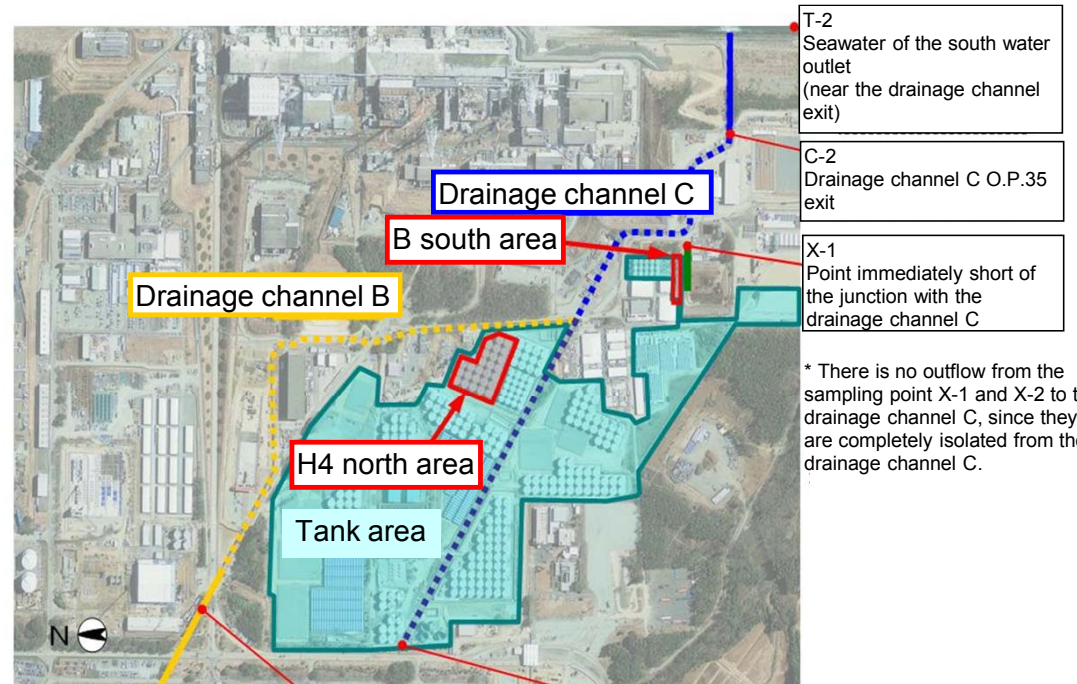 T-2
Seawater of the south water
outlet
(near the drainage channel
exit)
C-2
Drainage channel C O.P.35
exit
Drainage channel C
B south area
X-1
Point immediately short of
the junction with the
drainage channel C
Drainage channel B
* There is no outflow from the
sampling point X-1 and X-2 to t
drainage channel C, since they
are completely isolated from the
drainage channel C.
H4 north area
Tank area
N